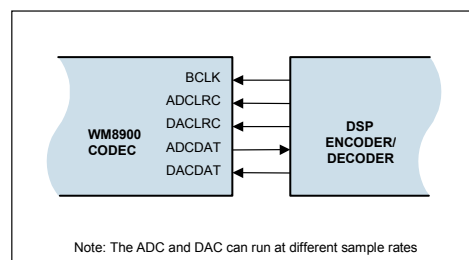 BCLK
ADCLRC
DACLRC
ADCDAT
DACDAT
WM8900
CODEC
DSP
ENCODER/
DECODER
Note: The ADC and DAC can run at different sample rates